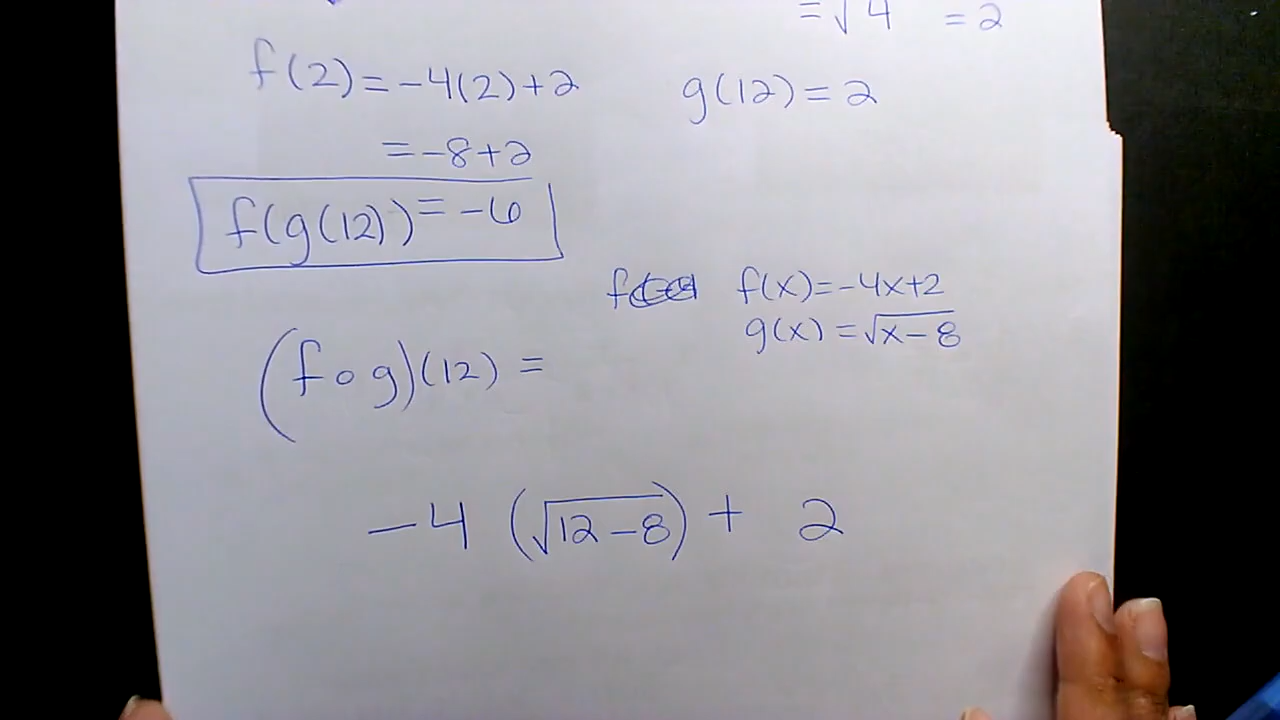 =√4 =2
f(2)=-4(2)+2
g(12)=2
=-8+2
f(g(12))=-6
f f(x)=-4x+2
g(x)=√x-8
(f∘g)(12)=
-4 (√12-8) + 2